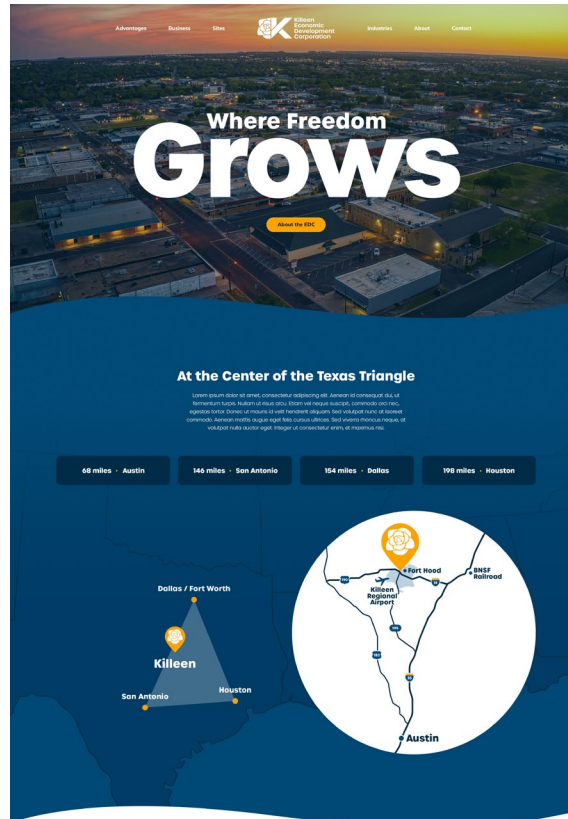 Advantages Business Sites
Killeen
Economic
Development
Corporation
Industries About Contact
Where Freedom
Grows
About the EDC
At the Center of the Texas Triangle
Lorem ipsum dolor sit amet, consectetur adipiscing elit. Aenean id consequat dui, ut
fermentum turpis. Nullam ut risus arcu. Etiam vel neque suscipit, commodo orci nec,
egestas tortor. Donec ut mauris id velit hendrerit aliquam. Sed volutpat nunc at laoreet
commodo. Aenean mattis augue eget felis cursus ultrices. Sed viverra rhoncus neque, at
volutpat nulla auctor eget. Integer ut consectetur enim, et maximus nisi.
68 miles • Austin
146 miles • San Antonio
154 miles • Dallas
198 miles • Houston
Dallas / Fort Worth
Killeen
San Antonio
Houston
Fort Hood
BNSF
Railroad
Killeen
Regional
Airport
190
195
183
35
Austin